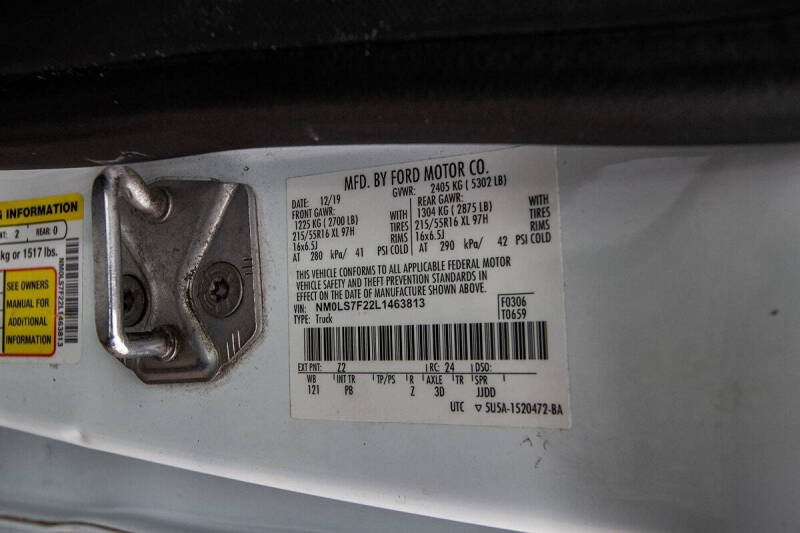 G INFORMATION
NT: 2 REAR: 0
kg or 1517 lbs.
SEE OWNERS
MANUAL FOR
ADDITIONAL
INFORMATION
NM0LS7F22L1463813
MFD. BY FORD MOTOR CO.
DATE: 12/19 GVWR: 2405 KG ( 5302 LB)
FRONT GAWR: REAR GAWR: WITH
1225 KG ( 2700 LB) 1304 KG ( 2875 LB) TIRES
215/55R16 XL 97H 215/55R16 XL 97H RIMS
16x6.5J 16x6.5J
AT 280 kPa/ 41 PSI COLD AT 290 kPa/ 42 PSI COLD
WITH
TIRES
RIMS
THIS VEHICLE CONFORMS TO ALL APPLICABLE FEDERAL MOTOR
VEHICLE SAFETY AND THEFT PREVENTION STANDARDS IN
EFFECT ON THE DATE OF MANUFACTURE SHOWN ABOVE.
VIN: NM0LS7F22L1463813 F0306
TYPE: Truck T0659
EXT PNT: Z2 RC: 24 DSO:
WB INT TR TP/PS R AXLE TR SPR
121 PB Z 3D JJDD
UTC ▽ SU5A-1520472-BA